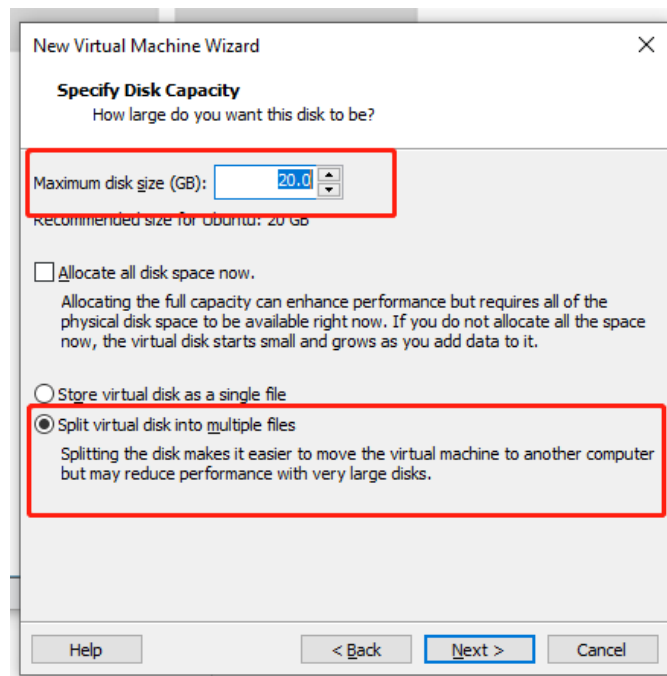 New Virtual Machine Wizard
Specify Disk Capacity
How large do you want this disk to be?
Maximum disk size (GB): 20.0
Recommended size for Ubuntu: 20 GB
Allocate all disk space now.
Allocating the full capacity can enhance performance but requires all of the
physical disk space to be available right now. If you do not allocate all the space
now, the virtual disk starts small and grows as you add data to it.
Store virtual disk as a single file
Split virtual disk into multiple files
Splitting the disk makes it easier to move the virtual machine to another computer
but may reduce performance with very large disks.
Help < Back Next > Cancel